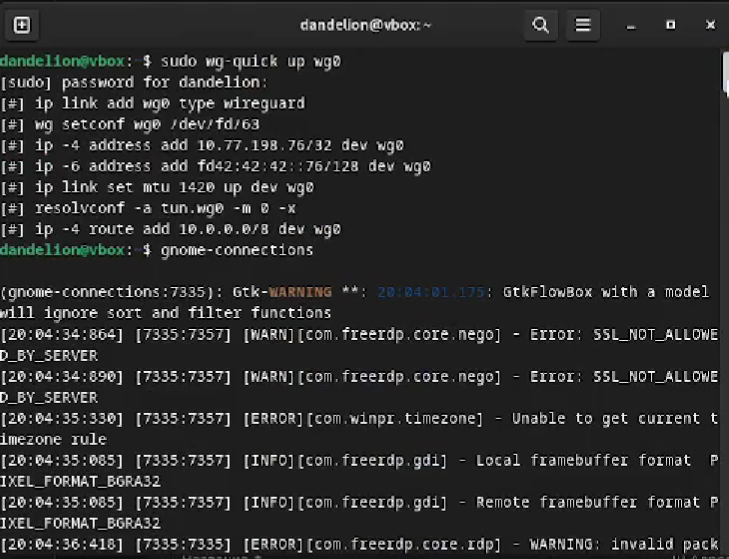 dandelion@vbox:~
dandelion@vbox:~$ sudo wg-quick up wg0
[sudo] password for dandelion:
[#] ip link add wg0 type wireguard
[#] wg setconf wg0 /dev/fd/63
[#] ip -4 address add 10.77.198.76/32 dev wg0
[#] ip -6 address add fd42:42:42::76/128 dev wg0
[#] ip link set mtu 1420 up dev wg0
[#] resolvconf -a tun.wg0 -m 0 -x
[#] ip -4 route add 10.0.0.0/8 dev wg0
dandelion@vbox:~$ gnome-connections
(gnome-connections:7335): Gtk-WARNING **: 20:04:01.175: GtkFlowBox with a model
will ignore sort and filter functions
[20:04:34:864] [7335:7357] [WARN][com.freerdp.core.nego] - Error: SSL_NOT_ALLOWE
D_BY_SERVER
[20:04:34:890] [7335:7357] [WARN][com.freerdp.core.nego] - Error: SSL_NOT_ALLOWE
D_BY_SERVER
[20:04:35:330] [7335:7357] [ERROR][com.winpr.timezone] - Unable to get current t
imezone rule
[20:04:35:085] [7335:7357] [INFO][com.freerdp.gdi] - Local framebuffer format  P
IXEL_FORMAT_BGRA32
[20:04:35:085] [7335:7357] [INFO][com.freerdp.gdi] - Remote framebuffer format  P
IXEL_FORMAT_BGRA32
[20:04:36:418] [7335:7335] [ERROR][com.freerdp.core.rdp] - WARNING: invalid pack